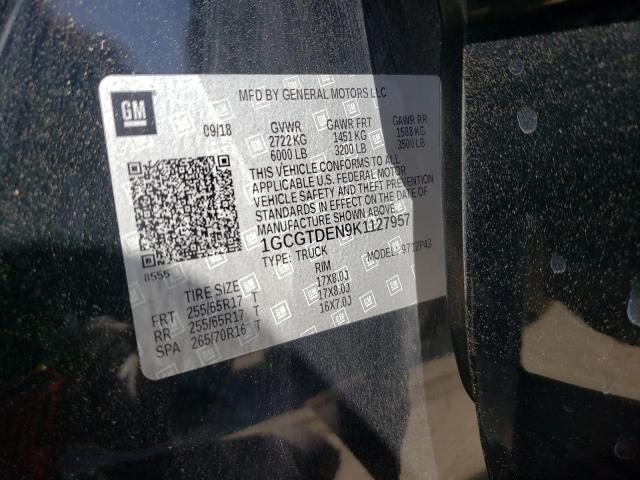 MFD BY GENERAL MOTORS LLC
GM
09/18 GVWR GAWR FRT GAWR RR
2722 KG 1451 KG 1588 KG
6000 LB 3200 LB 3500 LB
THIS VEHICLE CONFORMS TO ALL
APPLICABLE U.S. FEDERAL MOTOR
VEHICLE SAFETY AND THEFT PREVENTION
STANDARDS IN EFFECT ON THE DATE OF
MANUFACTURE SHOWN ABOVE.
1GCGTDEN9K1127957
8555
TYPE: TRUCK MODEL: 9712P43
TIRE SIZE RIM
FRT 255/65R17 T 17X8.0J
RR 255/65R17 T 17X8.0J
SPA 265/70R16 T 16X7.0J